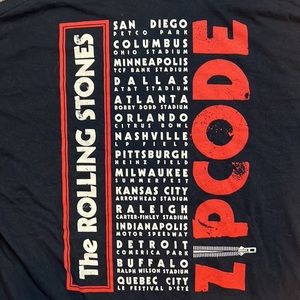 The ROLLING STONES
SAN DIEGO
PETCO PARK
COLUMBUS
OHIO STADIUM
MINNEAPOLIS
TCF BANK STADIUM
DALLAS
AT&T STADIUM
ATLANTA
BOBBY DODD STADIUM
ORLANDO
CITRUS BOWL
NASHVILLE
LP FIELD
PITTSBURGH
HEINZ FIELD
MILWAUKEE
SUMMERFEST
KANSAS CITY
ARROWHEAD STADIUM
RALEIGH
CARTER-FINLEY STADIUM
INDIANAPOLIS
MOTOR SPEEDWAY
DETROIT
COMERICA PARK
BUFFALO
RALPH WILSON STADIUM
QUEBEC CITY
LE FESTIVAL D'ÉTÉ
ZIPCODE